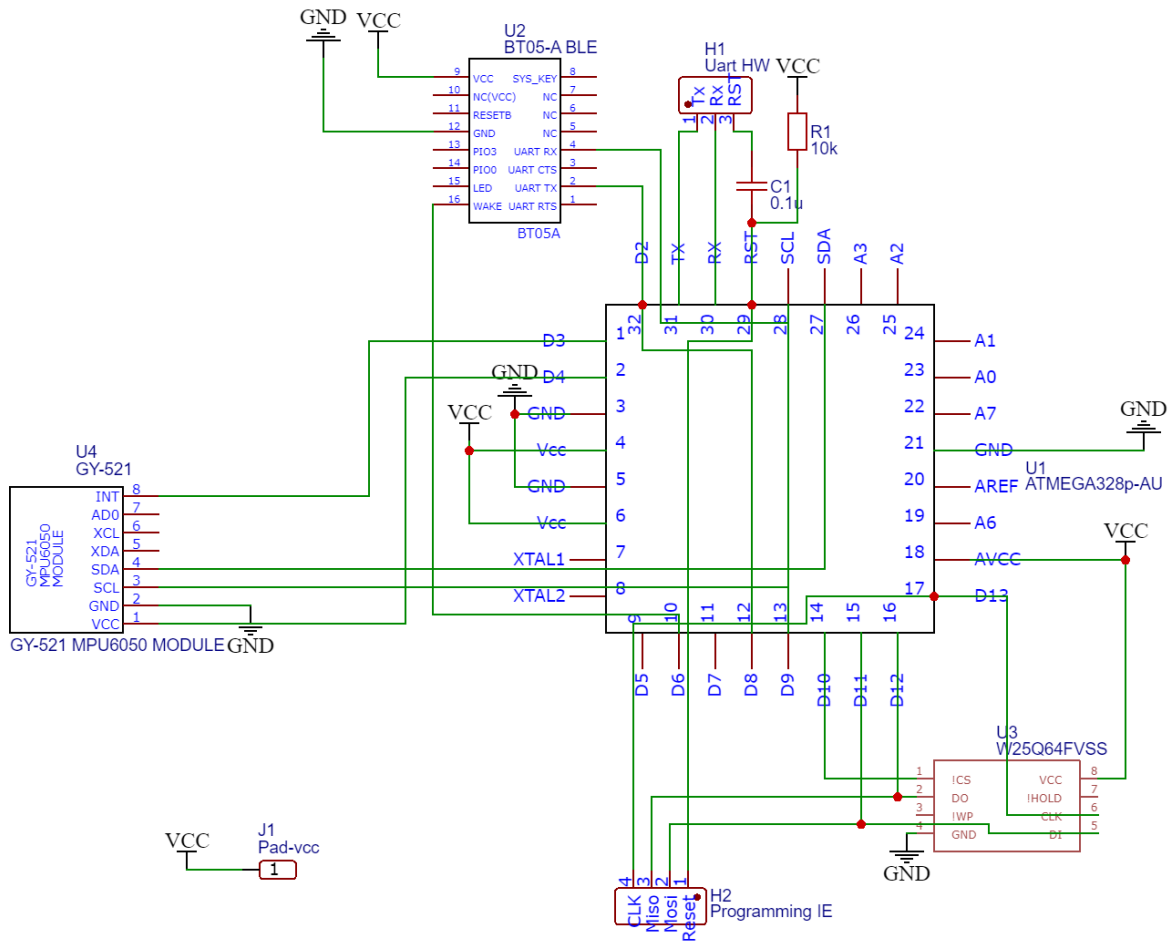 GND
VCC
U2
BT05-A BLE
9 VCC SYS_KEY 8
10 NC(VCC) NC 7
11 RESETB NC 6
12 GND NC 5
13 PIO3 UART RX 4
14 PIO0 UART CTS 3
15 LED UART TX 2
16 WAKE UART RTS 1
BT05A
H1
Uart HW
Tx Rx RST
1 2 3
VCC
R1
10k
C1
0.1u
D2 TX RX RST SCL SDA A3 A2
32 31 30 29 28 27 26 25
D3 1
D4 2
GND 3
Vcc 4
GND 5
Vcc 6
XTAL1 7
XTAL2 8
GND
VCC
24 A1
23 A0
22 A7
21 GND
20 AREF
19 A6
18 AVCC
17 D13
GND
U1
ATMEGA328p-AU
VCC
9 10 11 12 13 14 15 16
D5 D6 D7 D8 D9 D10 D11 D12
U4
GY-521
GY-521
MPU6050
MODULE
INT 8
AD0 7
XCL 6
XDA 5
SDA 4
SCL 3
GND 2
VCC 1
GY-521 MPU6050 MODULE
GND
U3
W25Q64FVSS
1 !CS VCC 8
2 DO !HOLD 7
3 !WP CLK 6
4 GND DI 5
GND
VCC
J1
Pad-vcc
1
4 3 2 1
CLK Miso Mosi Reset
H2
Programming IE